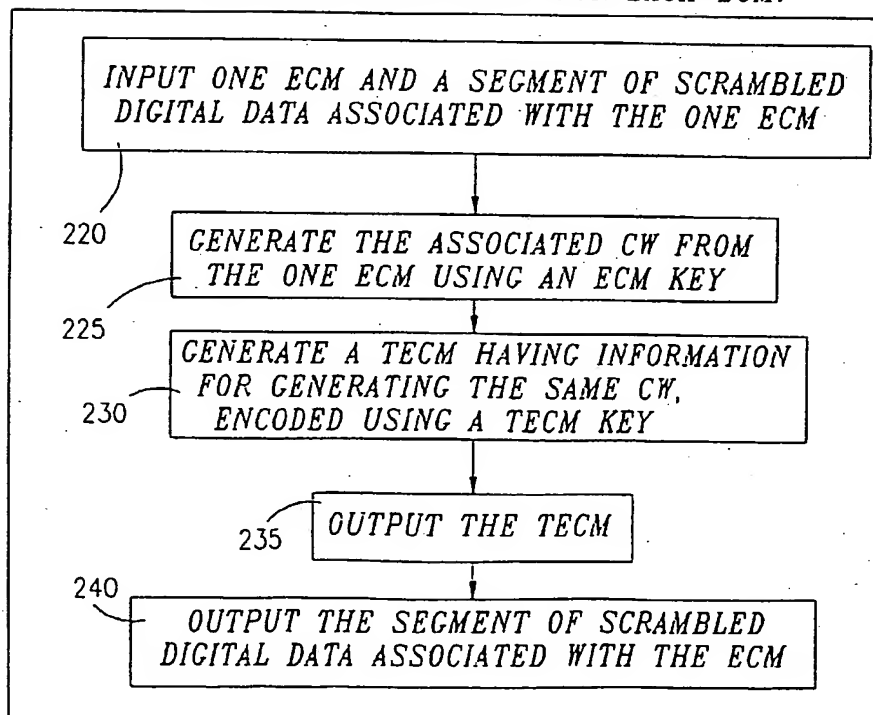 ECM.
INPUT ONE ECM AND A SEGMENT OF SCRAMBLED
DIGITAL DATA ASSOCIATED WITH THE ONE ECM
220
GENERATE THE ASSOCIATED CW FROM
THE ONE ECM USING AN ECM KEY
225
GENERATE A TECM HAVING INFORMATION
FOR GENERATING THE SAME CW,
ENCODED USING A TECM KEY
230
OUTPUT THE TECM
235
240
OUTPUT THE SEGMENT OF SCRAMBLED
DIGITAL DATA ASSOCIATED WITH THE ECM